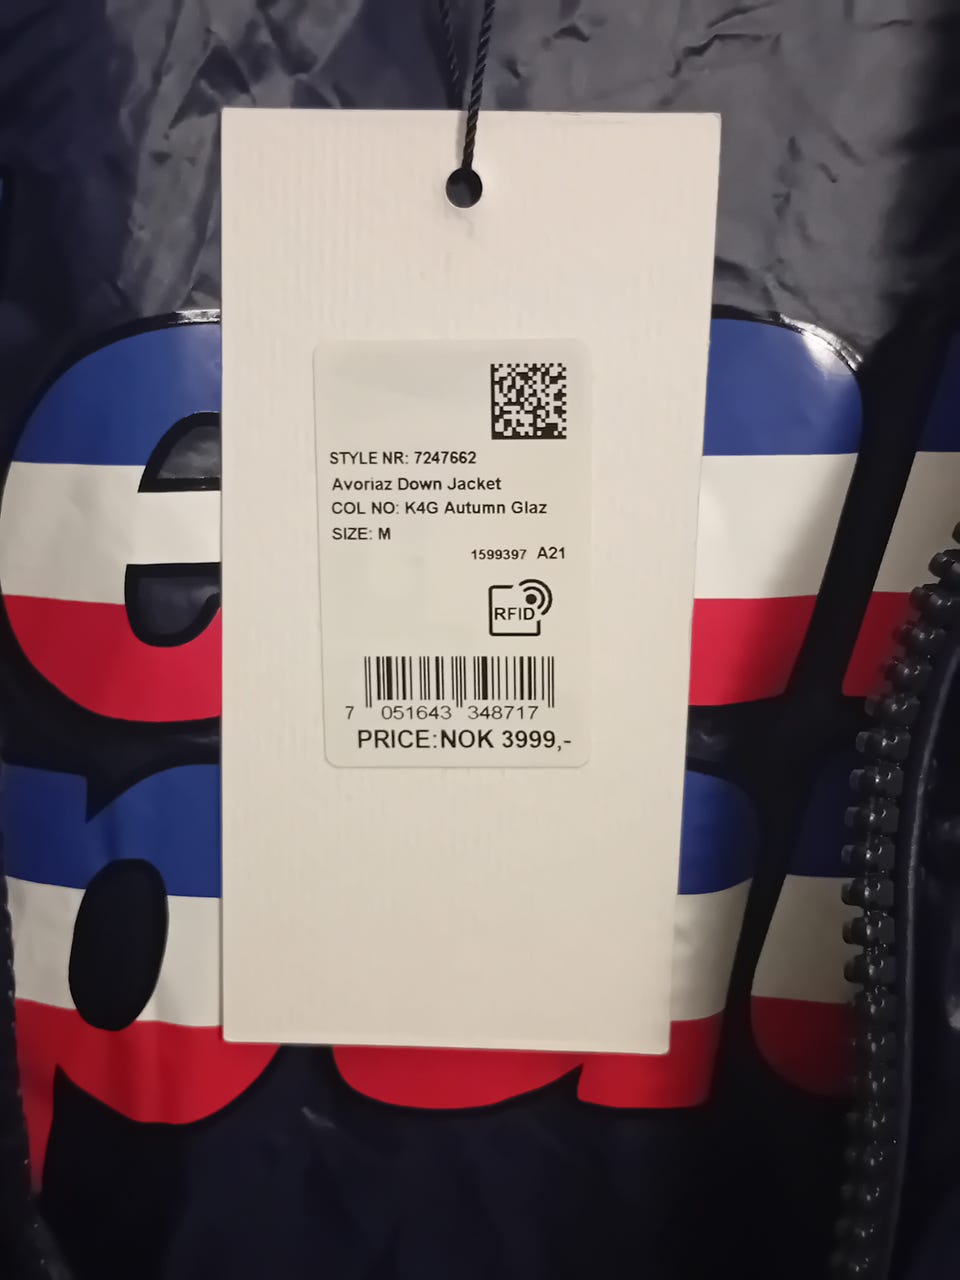 STYLE NR: 7247662
Avoriaz Down Jacket
COL NO: K4G Autumn Glaz
SIZE: M
1599397 A21
RFID
7 051643 348717
PRICE:NOK 3999,-